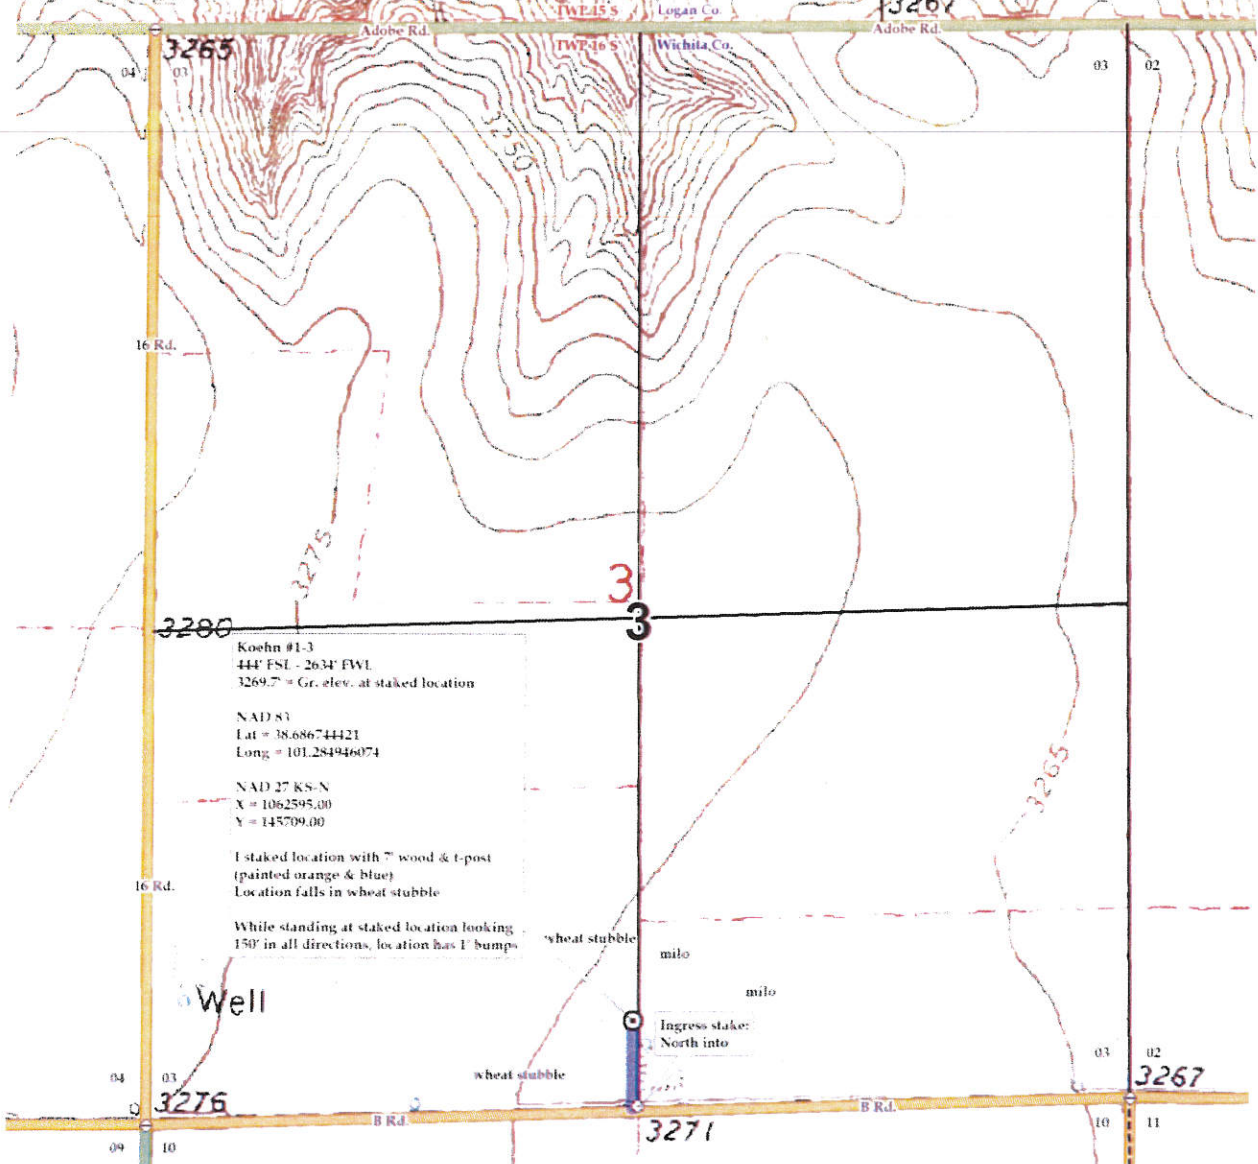 TWP 15 S Logan Co.
3267
Adobe Rd. Adobe Rd.
TWP 16 S Wichita Co.
3265
04 03
03 02
3250
16 Rd.
3275
3
3
3280
Koehn #1-3
444' FSL - 2634' FWL
3269.7' = Gr. elev. at staked location
NAD 83
Lat = 38.686744421
Long = 101.284946074
NAD 27 KS-N
X = 1062595.00
Y = 145709.00
I staked location with 7' wood & t-post
(painted orange & blue)
Location falls in wheat stubble
While standing at staked location looking
150' in all directions, location has 1' bumps
3265
16 Rd.
wheat stubble
milo
milo
Well
Ingress stake:
North into
wheat stubble
04 03
03 02
3276
3267
B Rd. B Rd.
3271
09 10
10 11